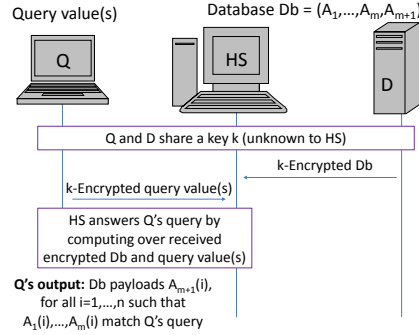 Query value(s)
Database Db = (A₁,…,Aₘ,Aₘ₊₁)
Q
HS
D
Q and D share a key k (unknown to HS)
k-Encrypted Db
k-Encrypted query value(s)
HS answers Q's query by
computing over received
encrypted Db and query value(s)
Q's output: Db payloads Aₘ₊₁(i),
for all i=1,…,n such that
A₁(i),…,Aₘ(i) match Q's query